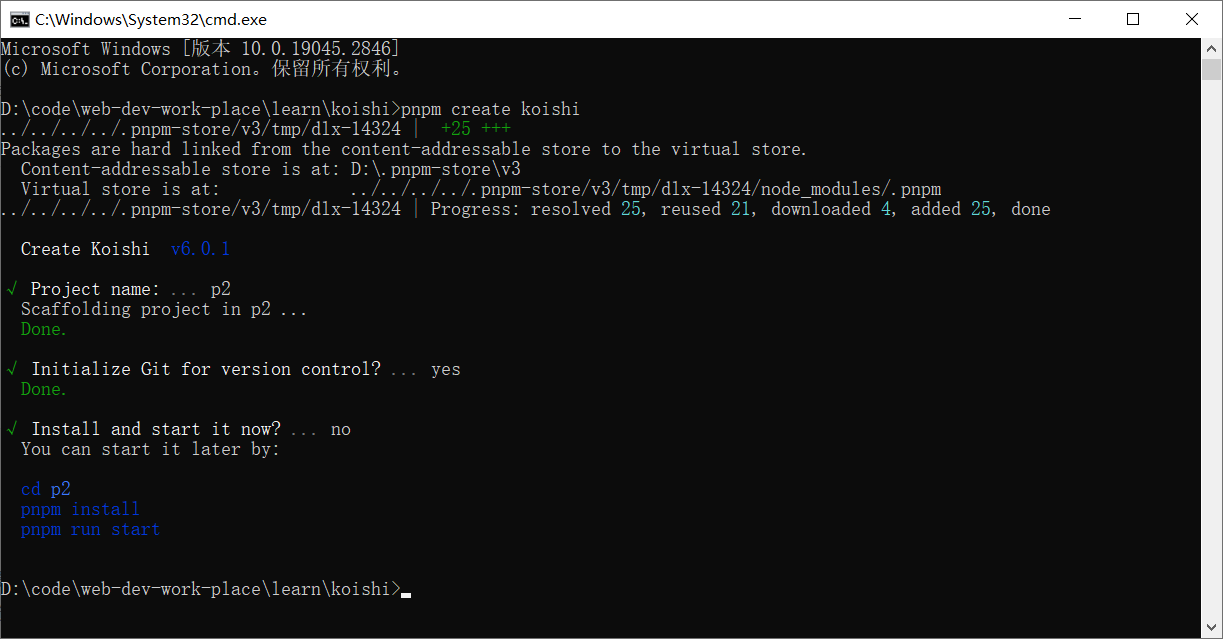 C:\Windows\System32\cmd.exe
Microsoft Windows [版本 10.0.19045.2846]
(c) Microsoft Corporation。保留所有权利。
D:\code\web-dev-work-place\learn\koishi>pnpm create koishi
../../../../.pnpm-store/v3/tmp/dlx-14324 |  +25 +++
Packages are hard linked from the content-addressable store to the virtual store.
  Content-addressable store is at: D:\.pnpm-store\v3
  Virtual store is at:             ../../../../.pnpm-store/v3/tmp/dlx-14324/node_modules/.pnpm
../../../../.pnpm-store/v3/tmp/dlx-14324 | Progress: resolved 25, reused 21, downloaded 4, added 25, done
  Create Koishi  v6.0.1
√ Project name: ... p2
  Scaffolding project in p2 ...
  Done.
√ Initialize Git for version control? ... yes
  Done.
√ Install and start it now? ... no
  You can start it later by:
  cd p2
  pnpm install
  pnpm run start
D:\code\web-dev-work-place\learn\koishi>